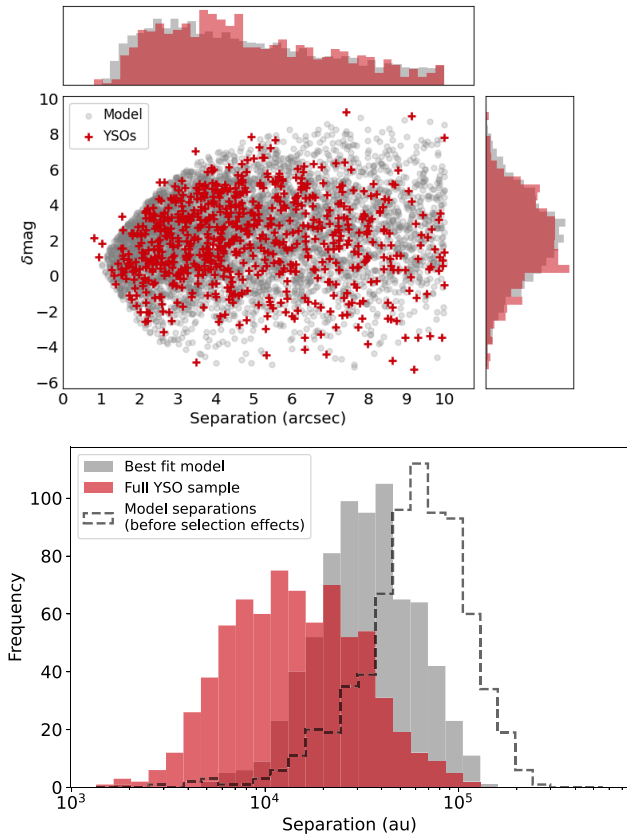 10
8
6
4
2
0
−2
−4
−6
δmag
Model
YSOs
0 1 2 3 4 5 6 7 8 9 10
Separation (arcsec)
Best fit model
Full YSO sample
Model separations
(before selection effects)
100
80
60
40
20
0
Frequency
10³ 10⁴ 10⁵
Separation (au)